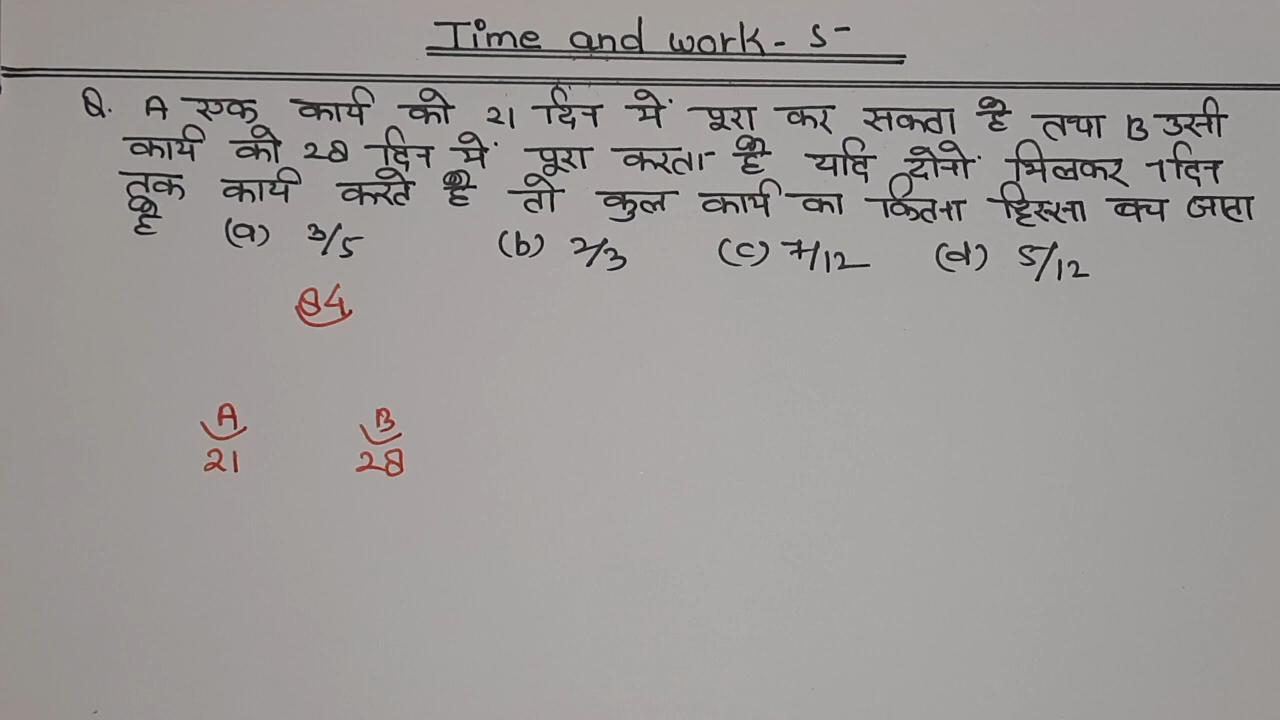 Time and work - 5
Q. A एक कार्य को 21 दिन में पूरा कर सकता है तथा B उसी
कार्य को 28 दिन में पूरा करता है यदि दोनों मिलकर 7 दिन
तक कार्य करते है तो कुल कार्य का कितना हिस्सा बच जाता
है (a) 3/5 (b) 2/3 (c) 7/12 (d) 5/12
84
A B
21 28